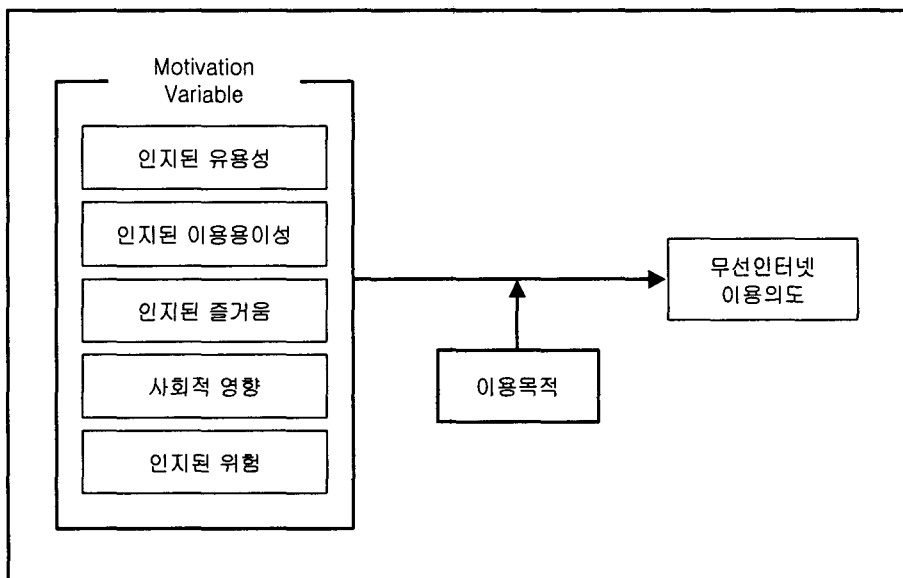 Motivation
Variable
인지된 유용성
인지된 이용용이성
인지된 즐거움
사회적 영향
인지된 위험
무선인터넷
이용의도
이용목적